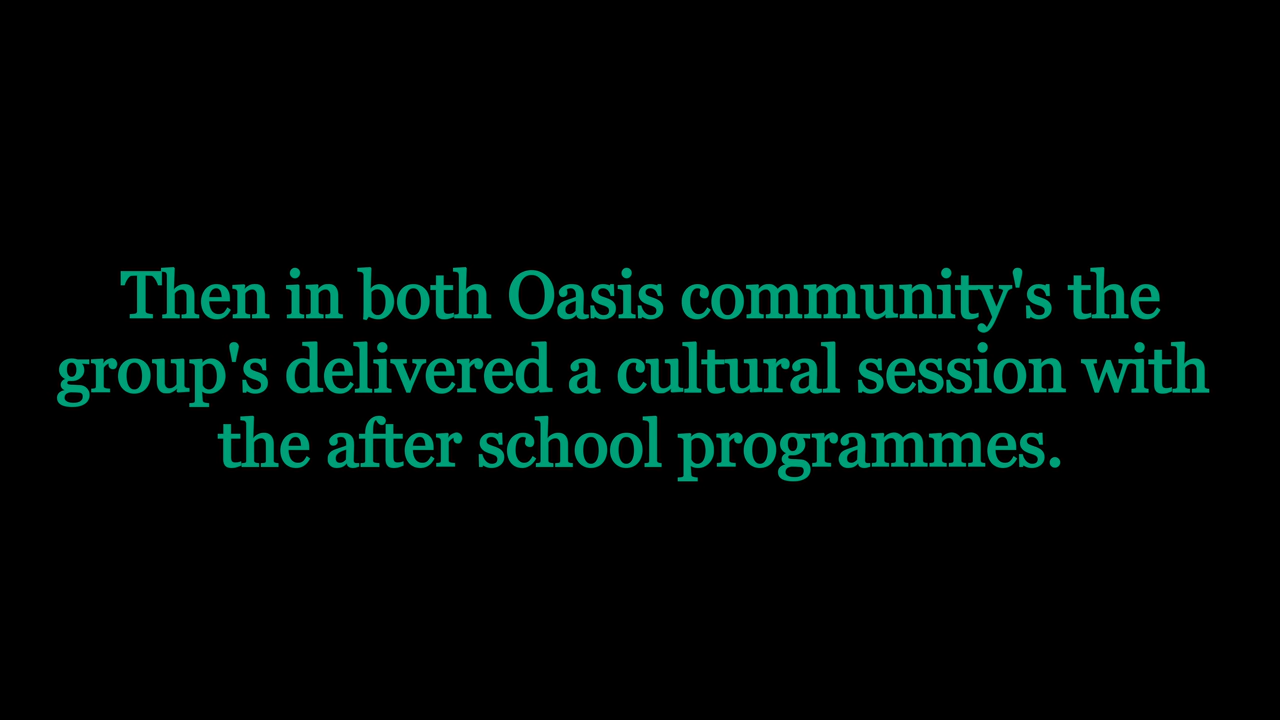 Then in both Oasis community's the
group's delivered a cultural session with
the after school programmes.